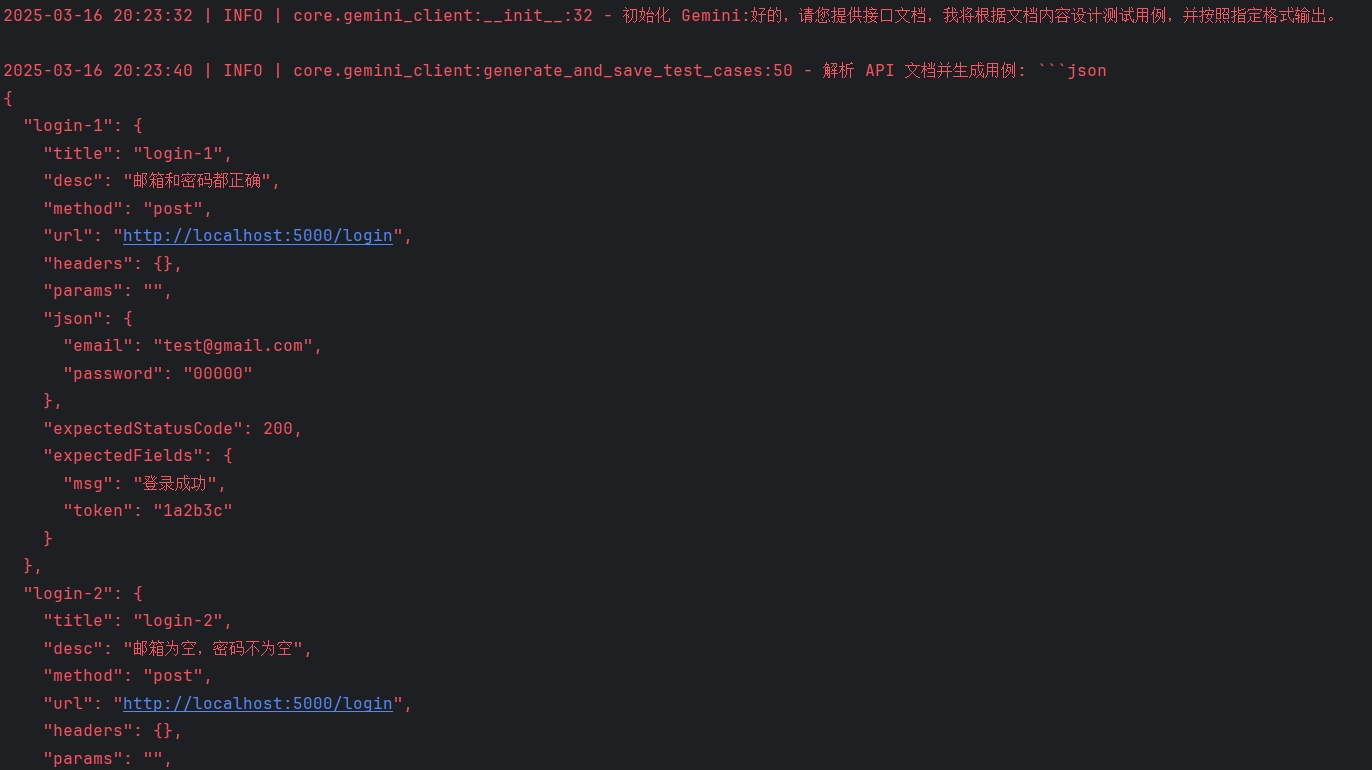 2025-03-16 20:23:32 | INFO | core.gemini_client:__init__:32 - 初始化 Gemini:好的，请您提供接口文档，我将根据文档内容设计测试用例，并按照指定格式输出。
2025-03-16 20:23:40 | INFO | core.gemini_client:generate_and_save_test_cases:50 - 解析 API 文档并生成用例: ```json
{
  "login-1": {
    "title": "login-1",
    "desc": "邮箱和密码都正确",
    "method": "post",
    "url": "http://localhost:5000/login",
    "headers": {},
    "params": "",
    "json": {
      "email": "test@gmail.com",
      "password": "00000"
    },
    "expectedStatusCode": 200,
    "expectedFields": {
      "msg": "登录成功",
      "token": "1a2b3c"
    }
  },
  "login-2": {
    "title": "login-2",
    "desc": "邮箱为空，密码不为空",
    "method": "post",
    "url": "http://localhost:5000/login",
    "headers": {},
    "params": "",